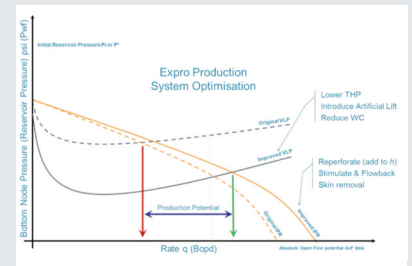 Initial Reservoir Pressure Pi or P*
Expro Production
System Optimisation
Bottom Node Pressure (Reservoir Pressure) psi (Pwf)
Original VLP
Improved VLP
Lower THP
Introduce Artificial Lift
Reduce WC
Reperforate (add to h)
Stimulate & Flowback
Skin removal
Production Potential
Original IPR
Improved IPR
Rate q (Bopd)
Absolute Open Flow potential AoF